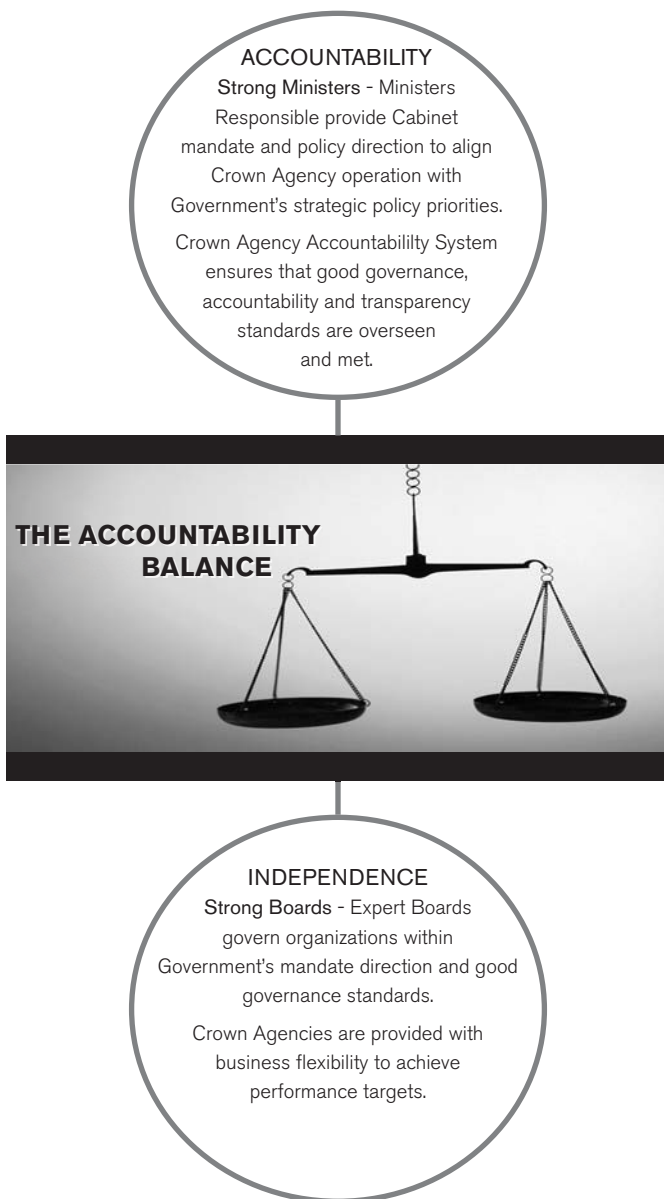 ACCOUNTABILITY
Strong Ministers - Ministers
Responsible provide Cabinet
mandate and policy direction to align
Crown Agency operation with
Government's strategic policy priorities.
Crown Agency Accountabililty System
ensures that good governance,
accountability and transparency
standards are overseen
and met.
THE ACCOUNTABILITY
BALANCE
INDEPENDENCE
Strong Boards - Expert Boards
govern organizations within
Government's mandate direction and good
governance standards.
Crown Agencies are provided with
business flexibility to achieve
performance targets.